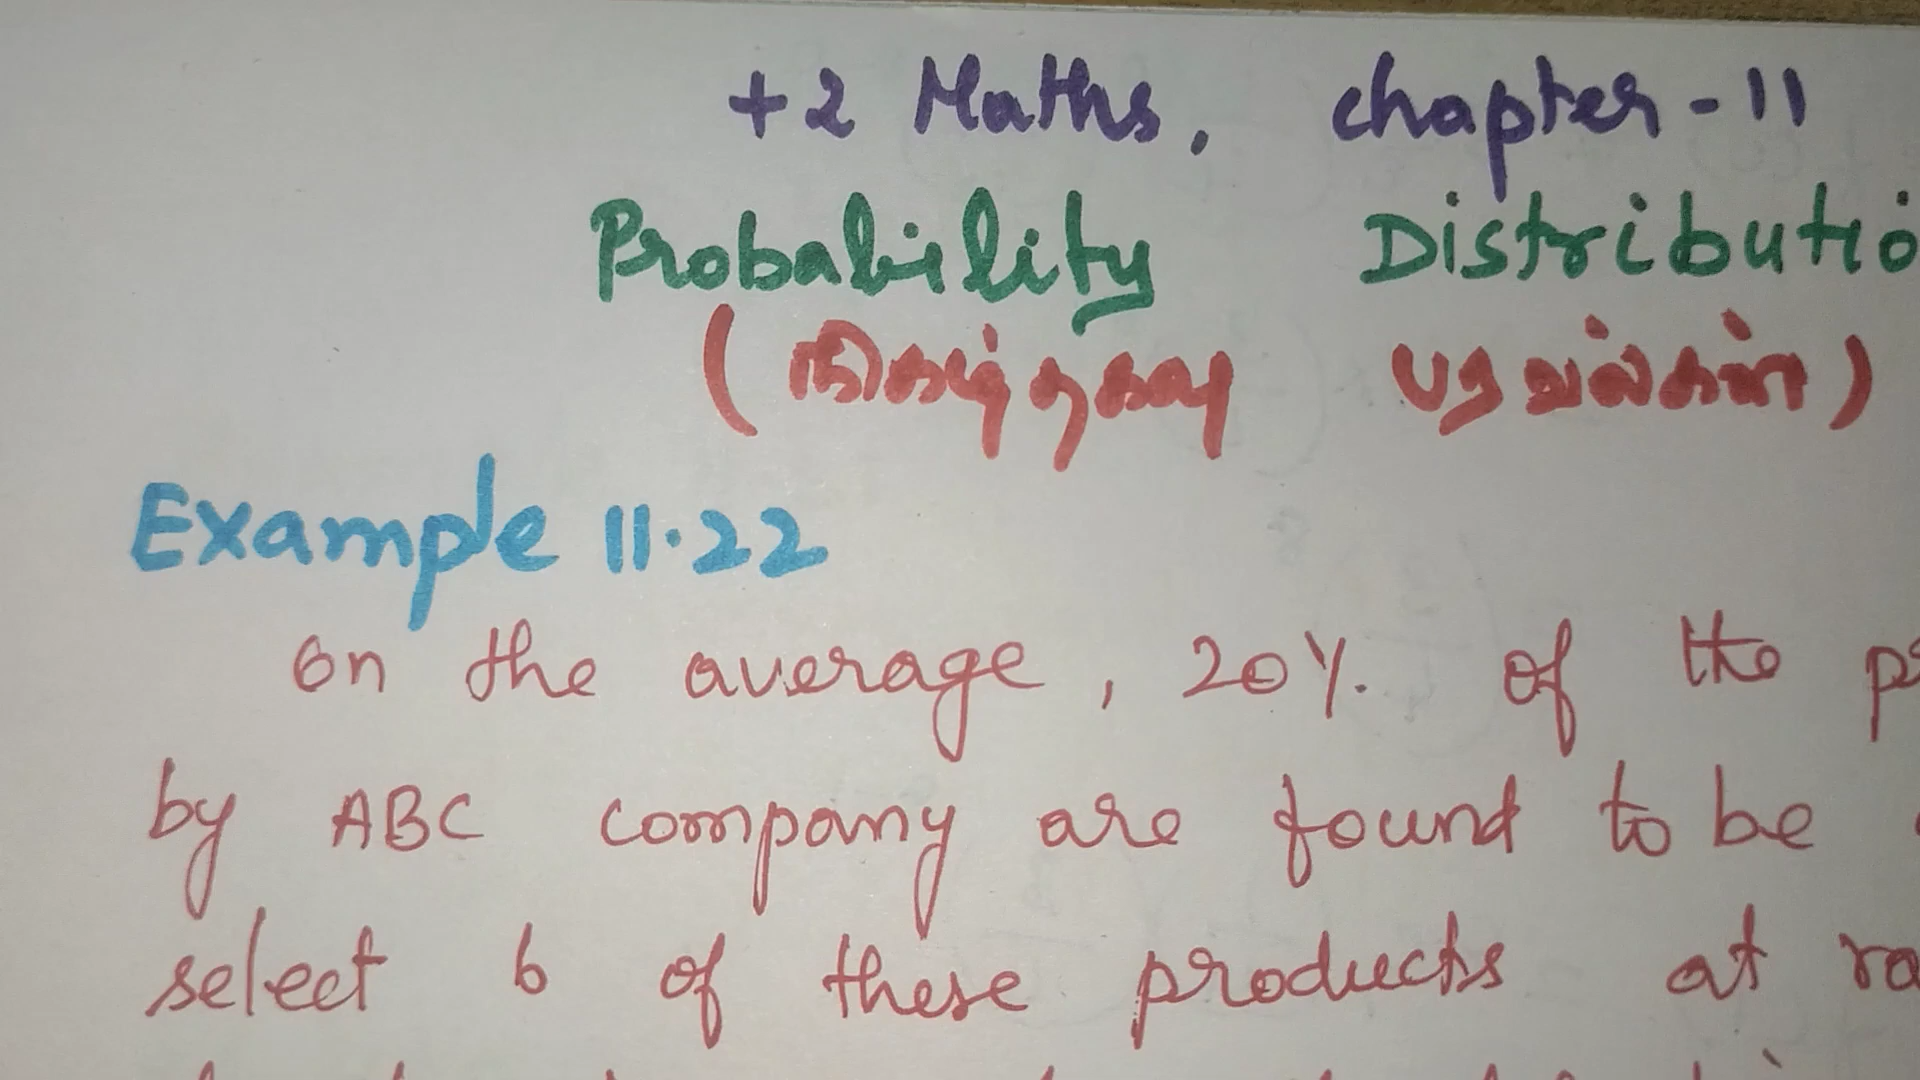 +2 Maths, chapter-11
Probability Distributio
(நிகழ்தகவு பரவல்கள்)
Example 11.22
on the average, 20% of the
by ABC company are found to be
select 6 of these products at